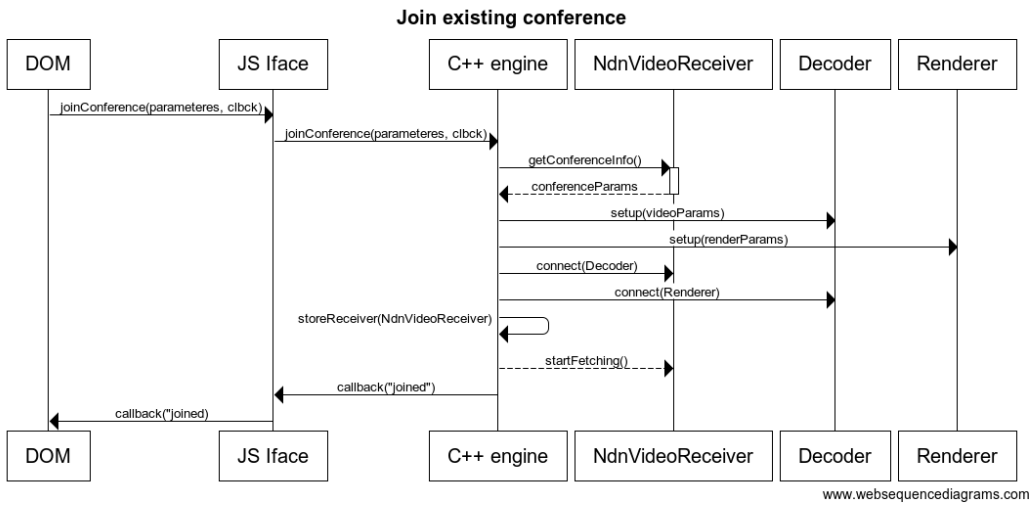 Join existing conference
DOM
JS Iface
C++ engine
NdnVideoReceiver
Decoder
Renderer
joinConference(parameteres, clbck)
joinConference(parameteres, clbck)
getConferenceInfo()
conferenceParams
setup(videoParams)
setup(renderParams)
connect(Decoder)
connect(Renderer)
storeReceiver(NdnVideoReceiver)
startFetching()
callback("joined")
callback("joined)
DOM
JS Iface
C++ engine
NdnVideoReceiver
Decoder
Renderer
www.websequencediagrams.com